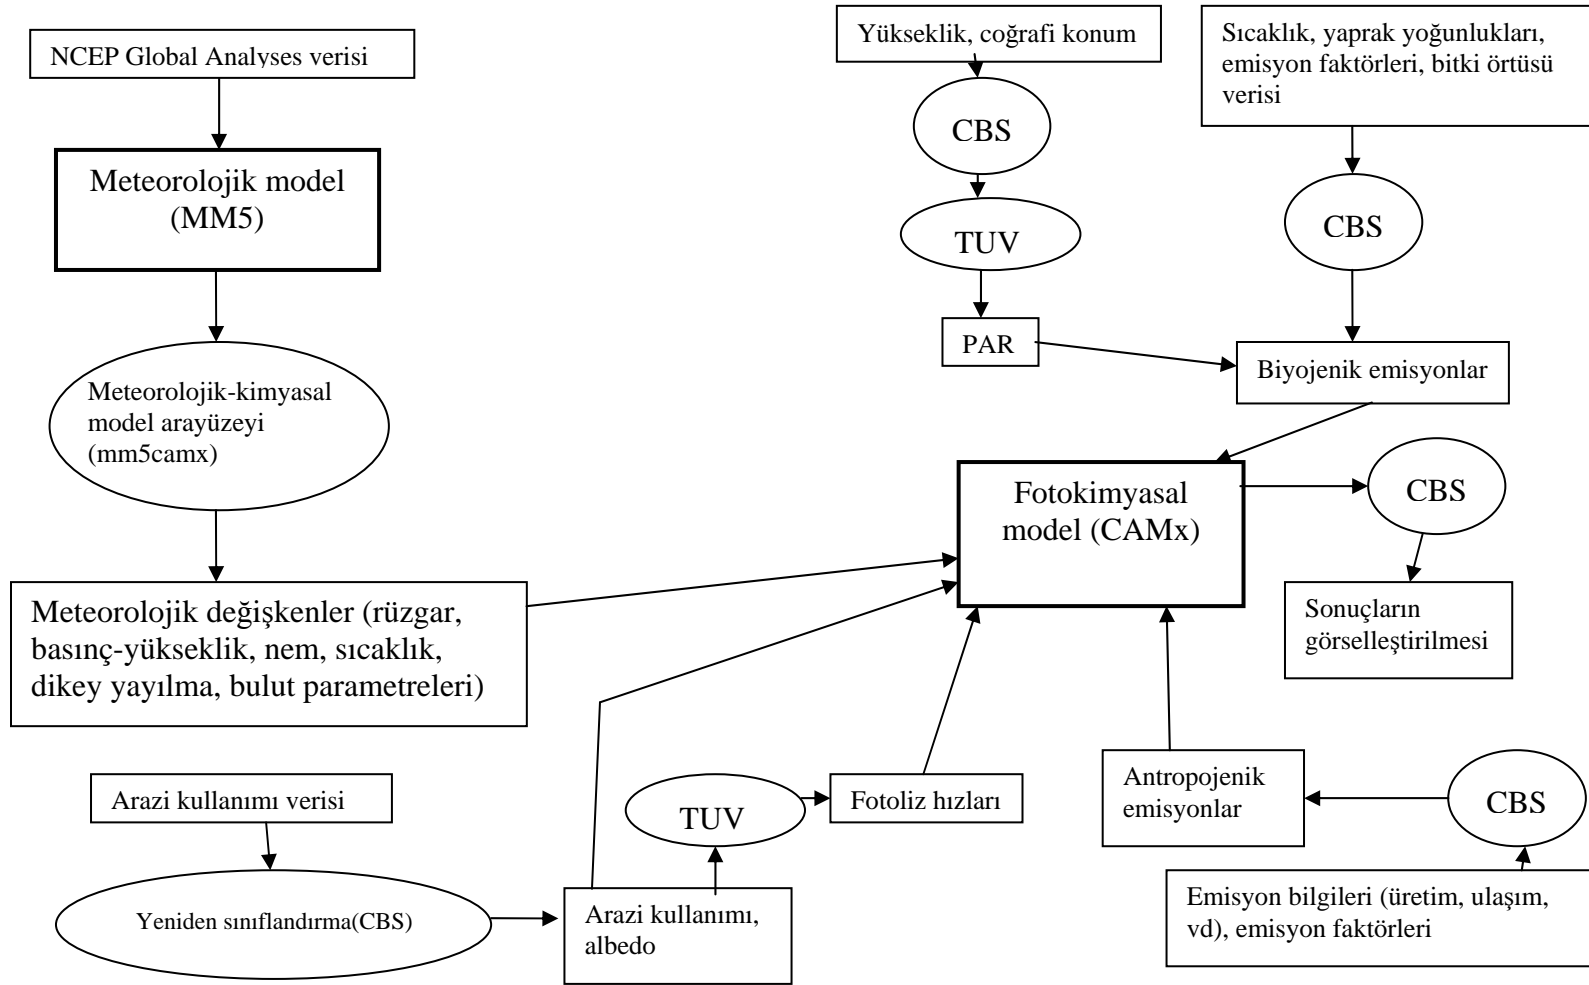 NCEP Global Analyses verisi
Meteorolojik model
(MM5)
Meteorolojik-kimyasal
model arayüzeyi
(mm5camx)
Meteorolojik değişkenler (rüzgar,
basınç-yükseklik, nem, sıcaklık,
dikey yayılma, bulut parametreleri)
Yükseklik, coğrafi konum
CBS
TUV
PAR
Sıcaklık, yaprak yoğunlukları,
emisyon faktörleri, bitki örtüsü
verisi
CBS
Biyojenik emisyonlar
Fotokimyasal
model (CAMx)
CBS
Sonuçların
görselleştirilmesi
Arazi kullanımı verisi
Yeniden sınıflandırma(CBS)
Arazi kullanımı,
albedo
TUV
Fotoliz hızları
Antropojenik
emisyonlar
CBS
Emisyon bilgileri (üretim, ulaşım,
vd), emisyon faktörleri